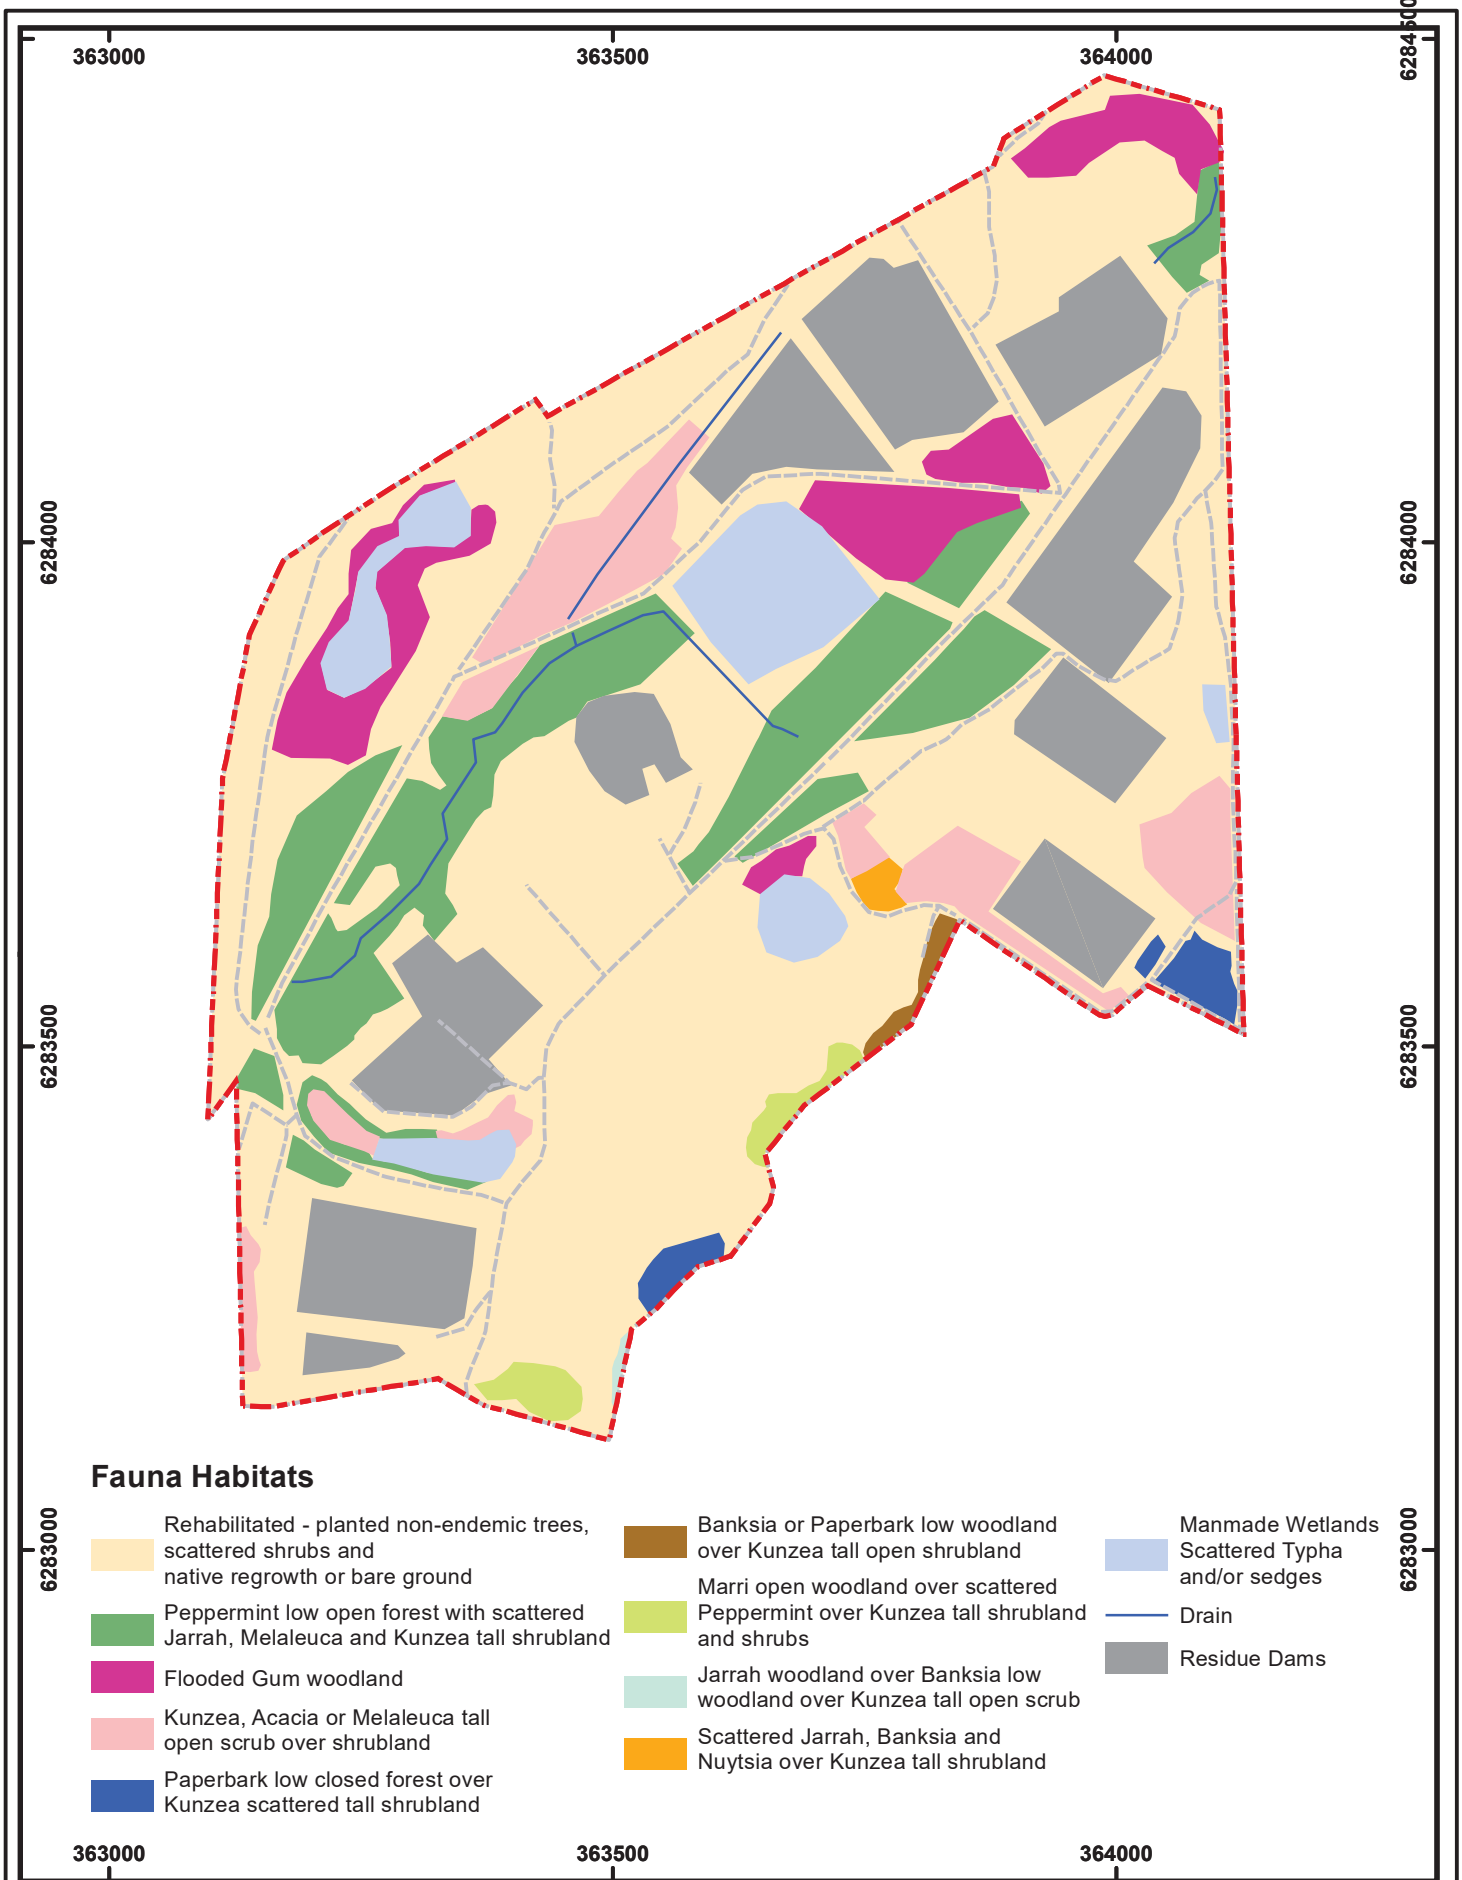 363000
363500
364000
6284500
6284000
6284000
6283500
6283500
Fauna Habitats
Rehabilitated - planted non-endemic trees,
scattered shrubs and
native regrowth or bare ground
Peppermint low open forest with scattered
Jarrah, Melaleuca and Kunzea tall shrubland
Flooded Gum woodland
Kunzea, Acacia or Melaleuca tall
open scrub over shrubland
Paperbark low closed forest over
Kunzea scattered tall shrubland
Banksia or Paperbark low woodland
over Kunzea tall open shrubland
Marri open woodland over scattered
Peppermint over Kunzea tall shrubland
and shrubs
Jarrah woodland over Banksia low
woodland over Kunzea tall open scrub
Scattered Jarrah, Banksia and
Nuytsia over Kunzea tall shrubland
Manmade Wetlands
Scattered Typha
and/or sedges
Drain
Residue Dams
6283000
6283000
363000
363500
364000